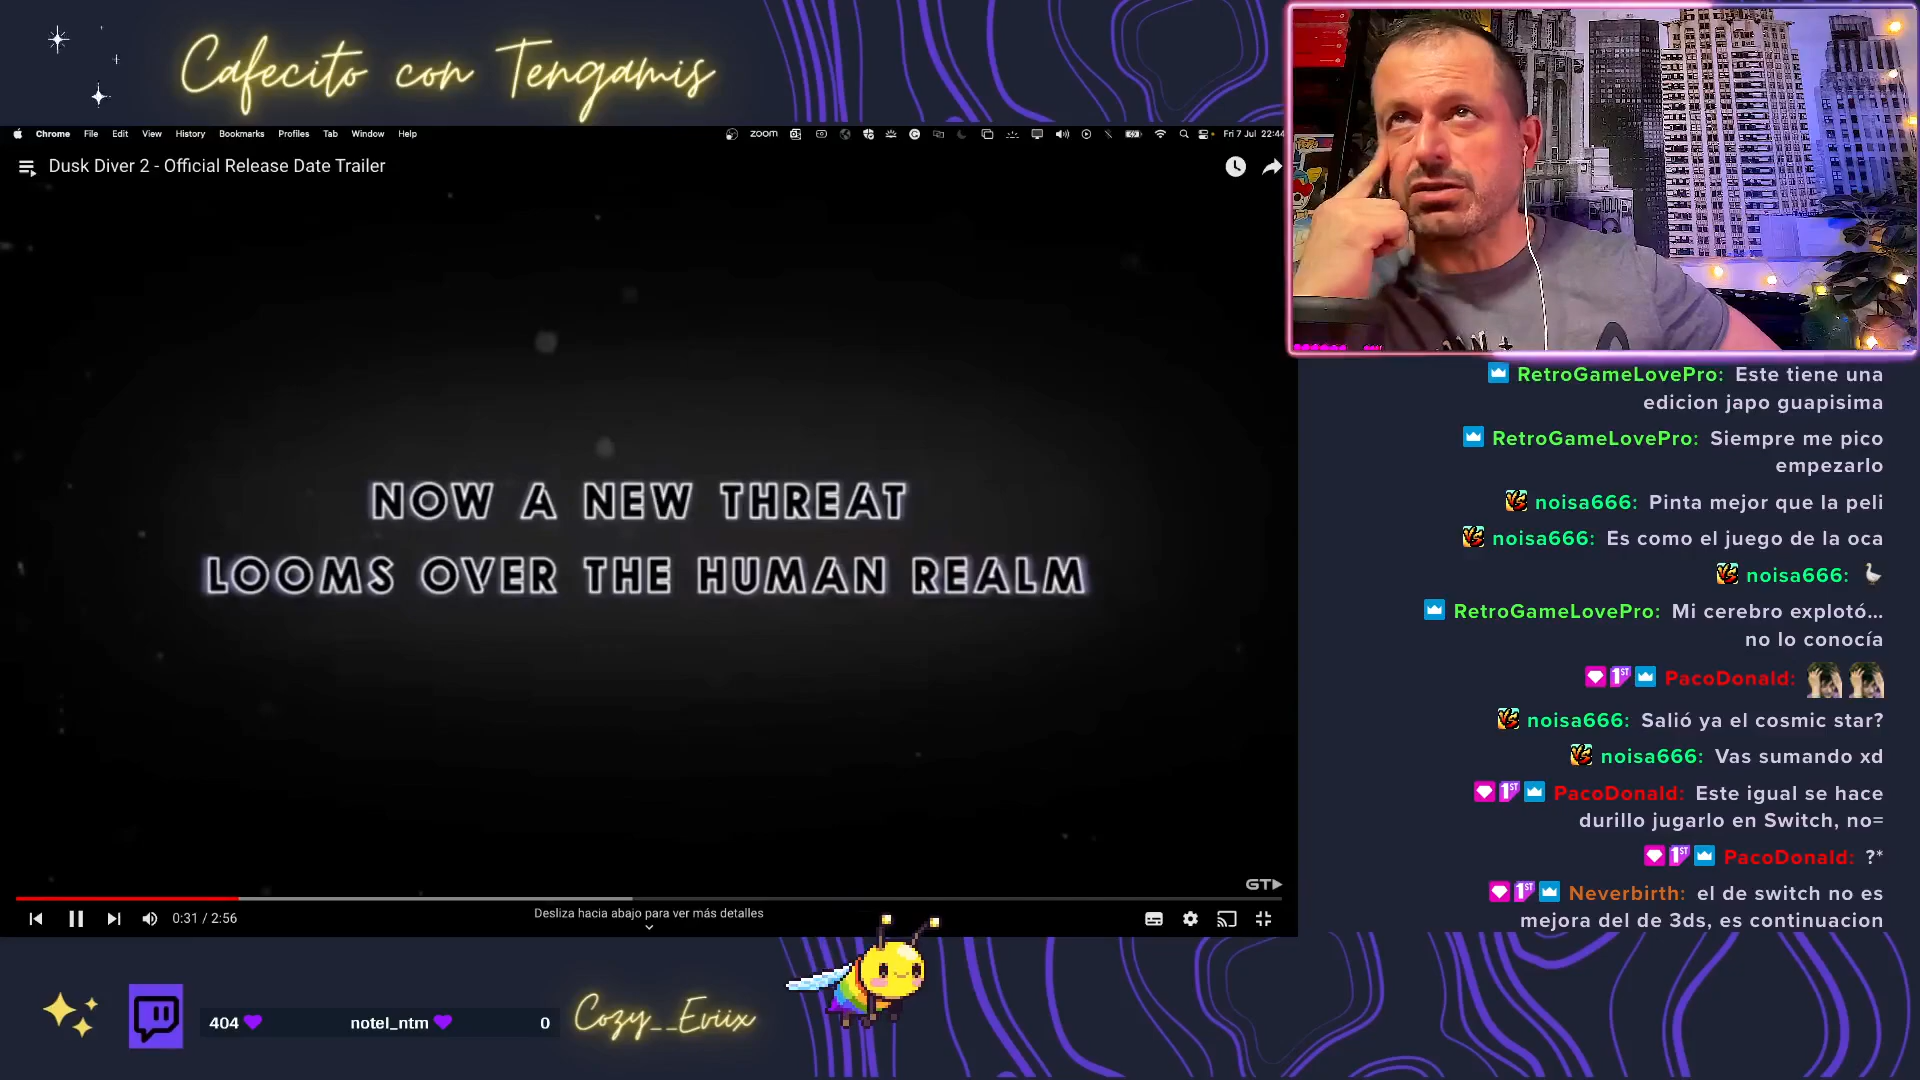 Cafecito con Tengamis
Chrome File Edit View History Bookmarks Profiles Tab Window Help
zoom Fri 7 Jul 22:44
Dusk Diver 2 - Official Release Date Trailer
NOW A NEW THREAT
LOOMS OVER THE HUMAN REALM
GT
0:31 / 2:56
Desliza hacia abajo para ver más detalles
RetroGameLovePro: Este tiene una
edicion japo guapisima
RetroGameLovePro: Siempre me pico
empezarlo
noisa666: Pinta mejor que la peli
noisa666: Es como el juego de la oca
noisa666: 🦢
RetroGameLovePro: Mi cerebro explotó...
no lo conocía
1ST PacoDonald:
noisa666: Salió ya el cosmic star?
noisa666: Vas sumando xd
1ST PacoDonald: Este igual se hace
durillo jugarlo en Switch, no=
1ST PacoDonald: ?*
1ST Neverbirth: el de switch no es
mejora del de 3ds, es continuacion
404 💜 notel_ntm 💜 0
Cozy__Eviix